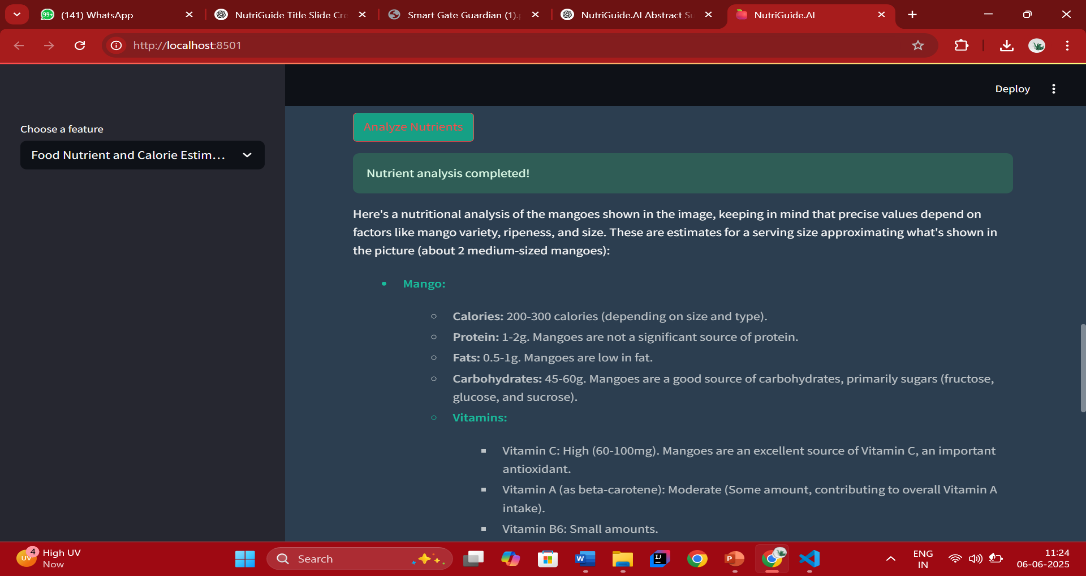 (141) WhatsApp
NutriGuide Title Slide Cr
Smart Gate Guardian (1).p
NutriGuide.AI Abstract Su
NutriGuide.AI
http://localhost:8501
Deploy
Choose a feature
Food Nutrient and Calorie Estim...
Analyze Nutrients
Nutrient analysis completed!
Here's a nutritional analysis of the mangoes shown in the image, keeping in mind that precise values depend on
factors like mango variety, ripeness, and size. These are estimates for a serving size approximating what's shown in
the picture (about 2 medium-sized mangoes):
Mango:
Calories: 200-300 calories (depending on size and type).
Protein: 1-2g. Mangoes are not a significant source of protein.
Fats: 0.5-1g. Mangoes are low in fat.
Carbohydrates: 45-60g. Mangoes are a good source of carbohydrates, primarily sugars (fructose,
glucose, and sucrose).
Vitamins:
Vitamin C: High (60-100mg). Mangoes are an excellent source of Vitamin C, an important
antioxidant.
Vitamin A (as beta-carotene): Moderate (Some amount, contributing to overall Vitamin A
intake).
Vitamin B6: Small amounts.
High UV
Now
Search
ENG
IN
11:24
06-06-2025